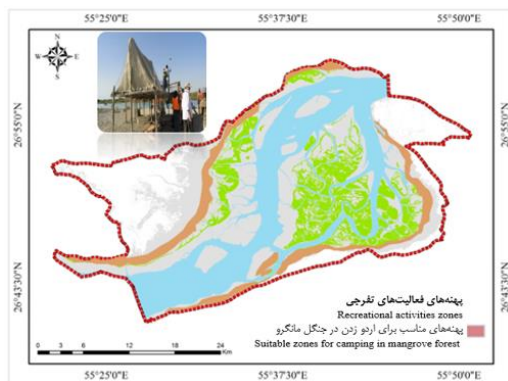 55°25'0"E 55°37'30"E 55°50'0"E
N
W E
S
26°55'0"N 26°55'0"N
26°43'30"N 26°43'30"N
پهنه‌های فعالیت‌های تفرجی
Recreational activities zones
پهنه‌های مناسب برای اردو زدن در جنگل مانگرو
Suitable zones for camping in mangrove forest
0 3 6 12 18 24
Km
55°25'0"E 55°37'30"E 55°50'0"E